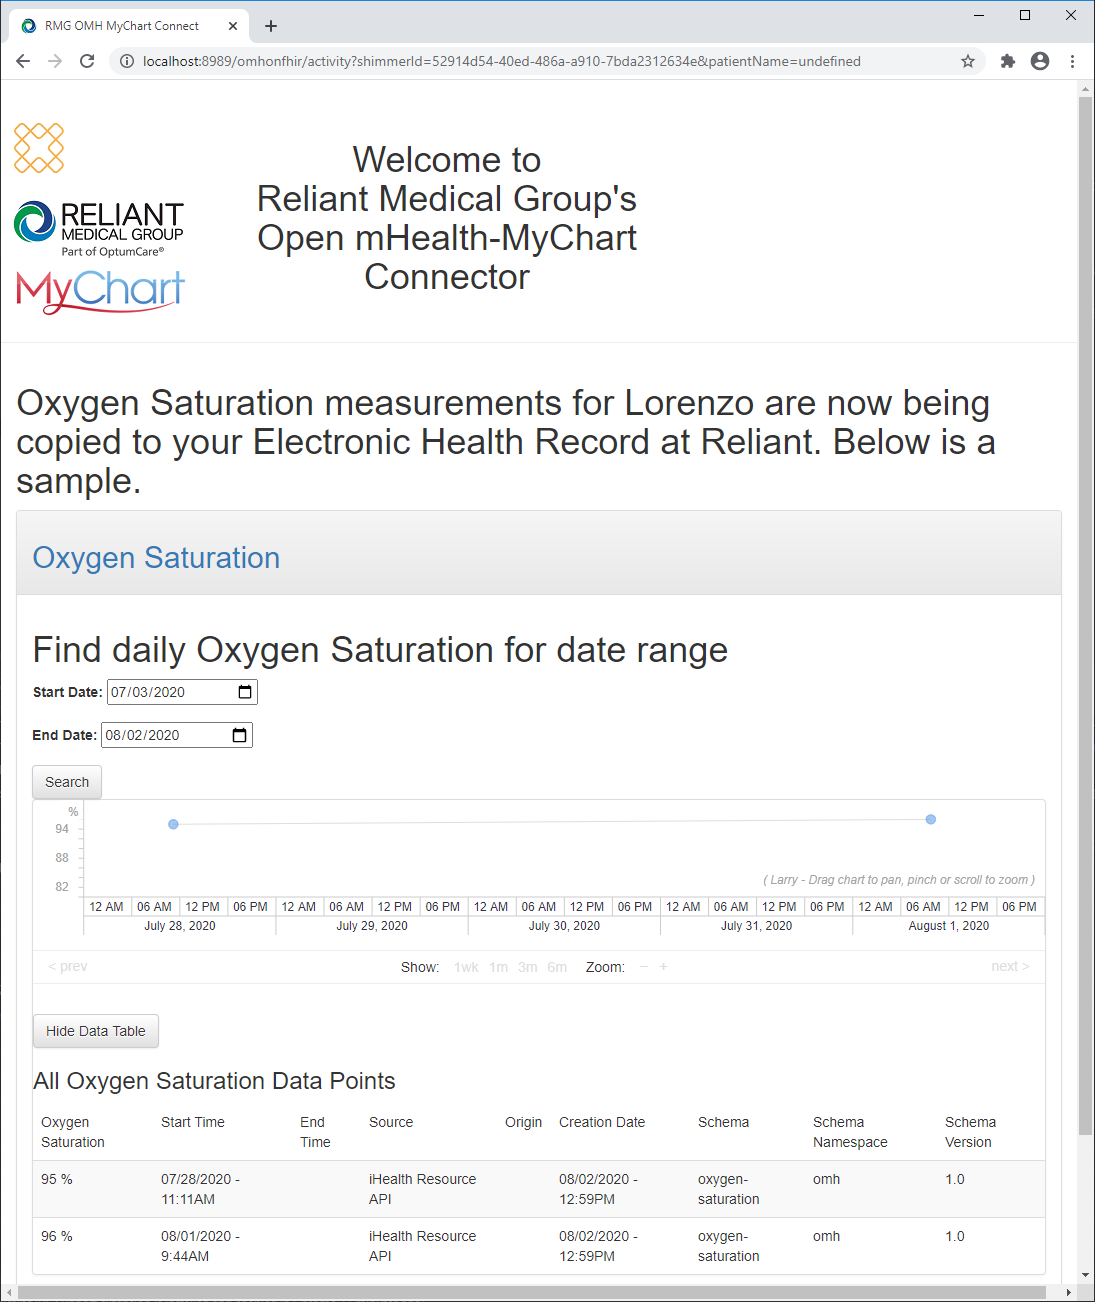 RMG OMH MyChart Connect
localhost:8989/omhonfhir/activity?shimmerId=52914d54-40ed-486a-a910-7bda2312634e&patientName=undefined
Welcome to
Reliant Medical Group's
Open mHealth-MyChart
Connector
RELIANT
MEDICAL GROUP
Part of OptumCare®
MyChart
Oxygen Saturation measurements for Lorenzo are now being
copied to your Electronic Health Record at Reliant. Below is a
sample.
Oxygen Saturation
Find daily Oxygen Saturation for date range
Start Date: 07/03/2020
End Date: 08/02/2020
Search
%
94
88
82
( Larry - Drag chart to pan, pinch or scroll to zoom )
12 AM 06 AM 12 PM 06 PM 12 AM 06 AM 12 PM 06 PM 12 AM 06 AM 12 PM 06 PM 12 AM 06 AM 12 PM 06 PM 12 AM 06 AM 12 PM 06 PM
July 28, 2020 July 29, 2020 July 30, 2020 July 31, 2020 August 1, 2020
< prev Show: 1wk 1m 3m 6m Zoom: − + next >
Hide Data Table
All Oxygen Saturation Data Points
Oxygen Start Time End Source Origin Creation Date Schema Schema Schema
Saturation Time Namespace Version
95 % 07/28/2020 - iHealth Resource 08/02/2020 - oxygen- omh 1.0
11:11AM API 12:59PM saturation
96 % 08/01/2020 - iHealth Resource 08/02/2020 - oxygen- omh 1.0
9:44AM API 12:59PM saturation